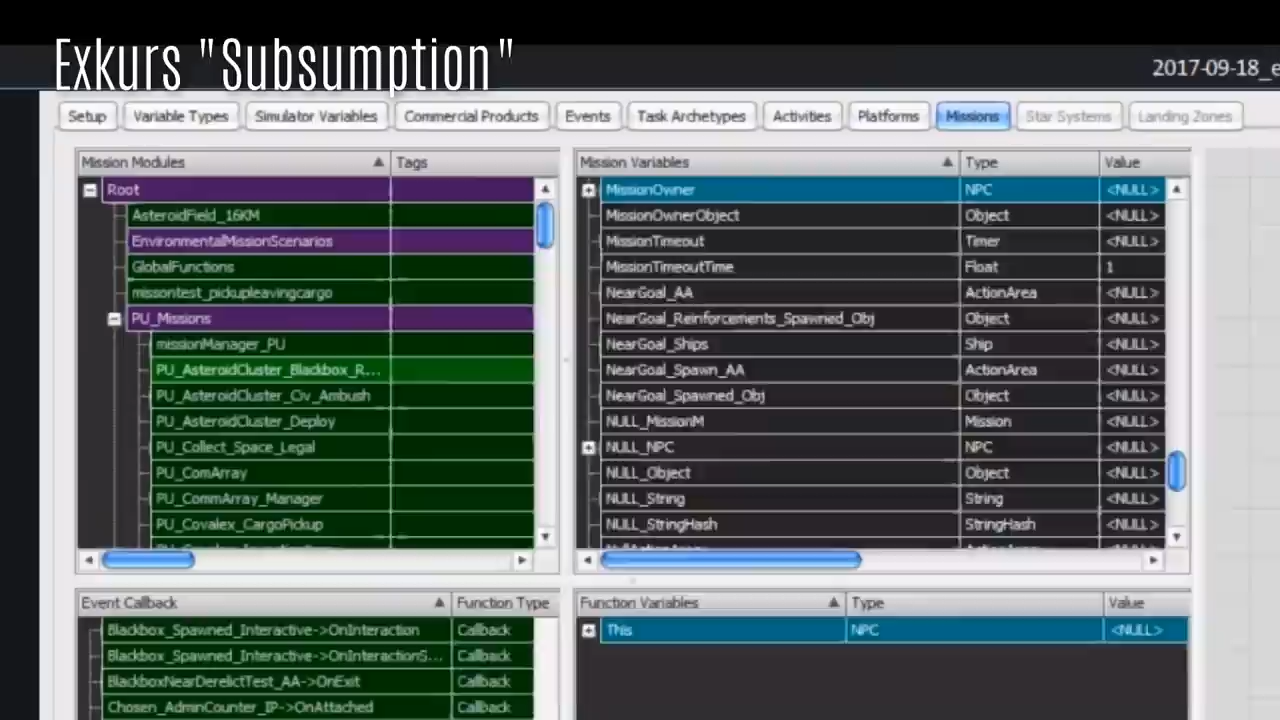 Exkurs "Subsumption"
2017-09-18_e
Setup Variable Types Simulator Variables Commercial Products Events Task Archetypes Activities Platforms Missions Star Systems Landing Zones
Mission Modules Tags
Root
AsteroidField_16KM
EnvironmentalMissionScenarios
GlobalFunctions
missontest_pickupleavingcargo
PU_Missions
missionManager_PU
PU_AsteroidCluster_Blackbox_R...
PU_AsteroidCluster_Civ_Ambush
PU_AsteroidCluster_Deploy
PU_Collect_Space_Legal
PU_ComArray
PU_CommArray_Manager
PU_Covalex_CargoPickup
Mission Variables Type Value
MissionOwner NPC <NULL>
MissionOwnerObject Object <NULL>
MissionTimeout Timer <NULL>
MissionTimeoutTime Float 1
NearGoal_AA ActionArea <NULL>
NearGoal_Reinforcements_Spawned_Obj Object <NULL>
NearGoal_Ships Ship <NULL>
NearGoal_Spawn_AA ActionArea <NULL>
NearGoal_Spawned_Obj Object <NULL>
NULL_MissionM Mission <NULL>
NULL_NPC NPC <NULL>
NULL_Object Object <NULL>
NULL_String String <NULL>
NULL_StringHash StringHash <NULL>
Event Callback Function Type
Blackbox_Spawned_Interactive->OnInteraction Callback
Blackbox_Spawned_Interactive->OnInteractionS... Callback
BlackboxNearDerelictTest_AA->OnExit Callback
Chosen_AdminCounter_IP->OnAttached Callback
Function Variables Type Value
This NPC <NULL>